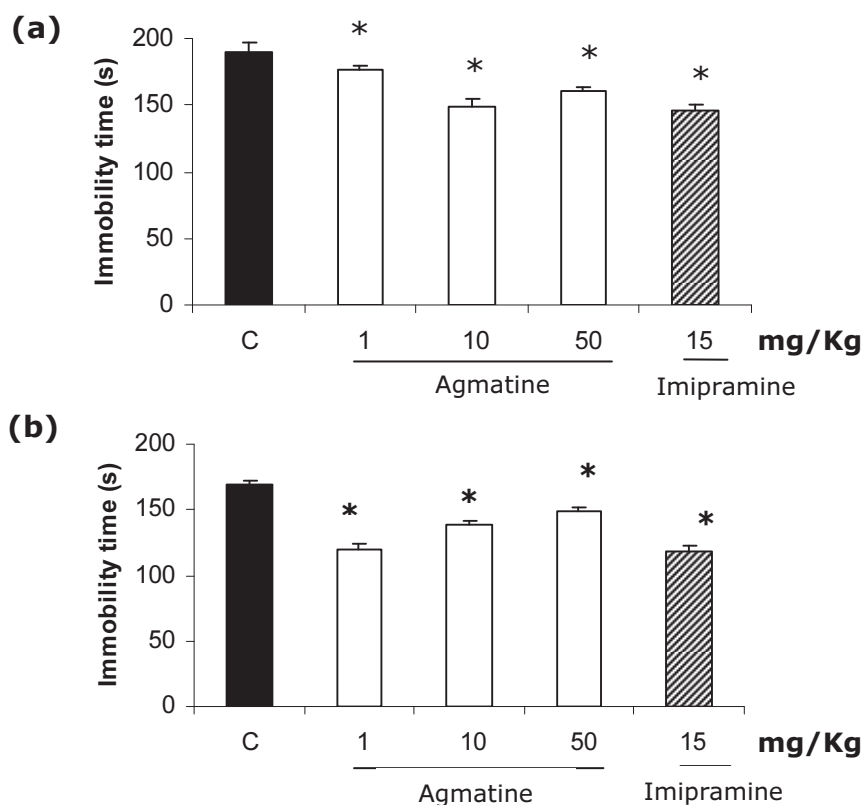 (a)
Immobility time (s)
200
150
100
50
0
* * * * 
C 1 10 50 15 mg/Kg
Agmatine Imipramine
(b)
Immobility time (s)
200
150
100
50
0
* * * *
C 1 10 50 15 mg/Kg
Agmatine Imipramine